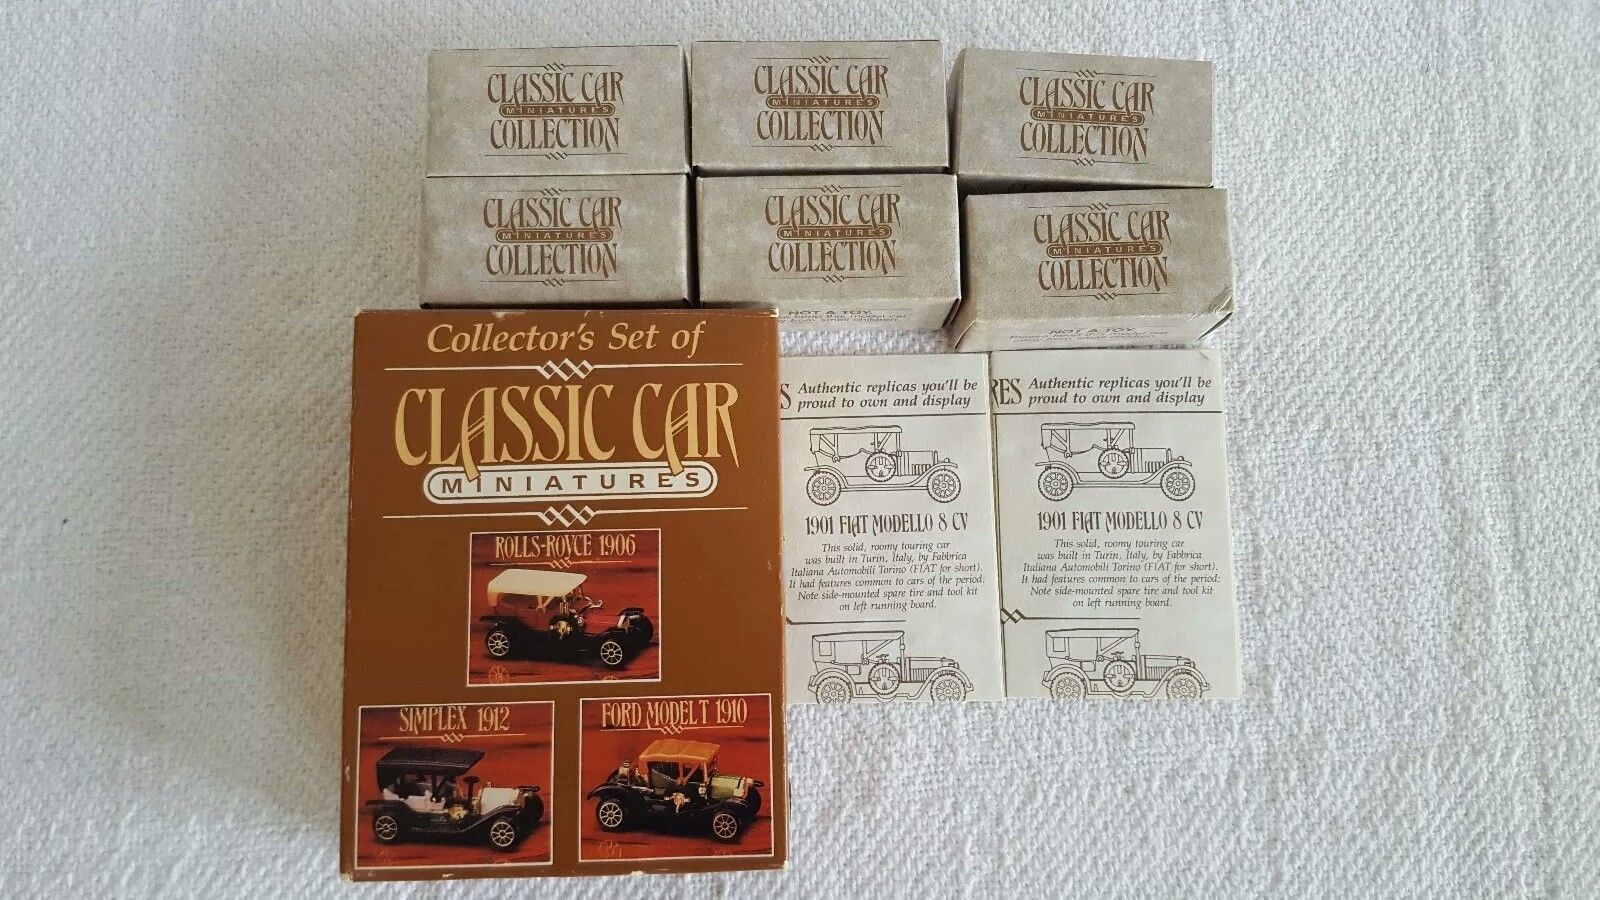 CLASSIC CAR
MINIATURES
COLLECTION
CLASSIC CAR
MINIATURES
COLLECTION
CLASSIC CAR
MINIATURES
COLLECTION
CLASSIC CAR
MINIATURES
COLLECTION
CLASSIC CAR
MINIATURES
COLLECTION
NOT A TOY.
this model car
small children.
CLASSIC CAR
MINIATURES
COLLECTION
NOT A TOY.
Collector's Set of
CLASSIC CAR
MINIATURES
ROLLS-ROYCE 1906
SIMPLEX 1912
FORD MODEL T 1910
S Authentic replicas you'll be
proud to own and display
1901 FIAT MODELLO 8 CV
This solid, roomy touring car
was built in Turin, Italy, by Fabbrica
Italiana Automobili Torino (FIAT for short).
It had features common to cars of the period:
Note side-mounted spare tire and tool kit
on left running board.
RES Authentic replicas you'll be
proud to own and display
1901 FIAT MODELLO 8 CV
This solid, roomy touring car
was built in Turin, Italy, by Fabbrica
Italiana Automobili Torino (FIAT for short).
It had features common to cars of the period:
Note side-mounted spare tire and tool kit
on left running board.